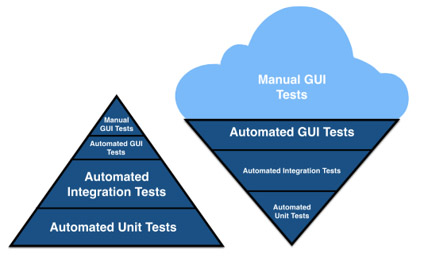 Manual
GUI Tests
Automated GUI
Tests
Automated
Integration Tests
Automated Unit Tests
Manual GUI
Tests
Automated GUI Tests
Automated Integration Tests
Automated
Unit Tests